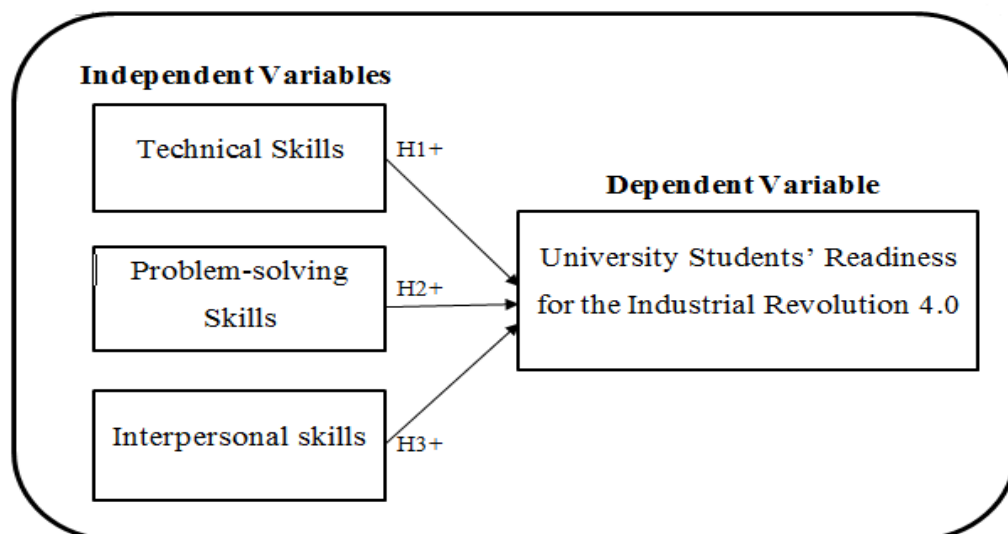 Independent Variables
Technical Skills
H1+
Problem-solving
Skills
H2+
Interpersonal skills
H3+
Dependent Variable
University Students’ Readiness
for the Industrial Revolution 4.0